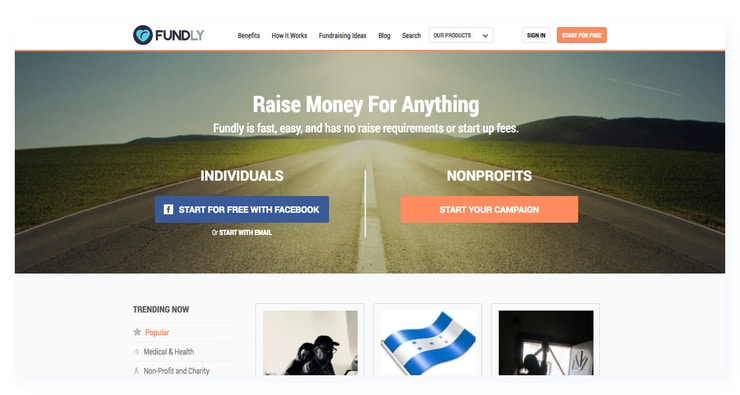 FUNDLY
Benefits
How it Works
Fundraising Ideas
Blog
Search
OUR PRODUCTS
SIGN IN
START FOR FREE
Raise Money For Anything
Fundly is fast, easy, and has no raise requirements or start up fees.
INDIVIDUALS
NONPROFITS
f START FOR FREE WITH FACEBOOK
START YOUR CAMPAIGN
Or START WITH EMAIL
TRENDING NOW
Popular
Medical & Health
Non-Profit and Charity